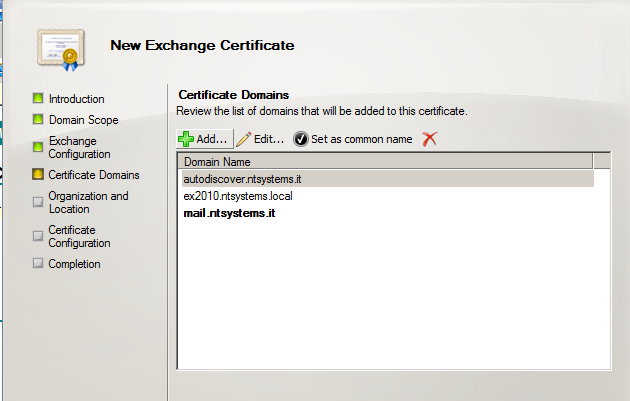 New Exchange Certificate
Introduction
Domain Scope
Exchange
Configuration
Certificate Domains
Organization and
Location
Certificate
Configuration
Completion
Certificate Domains
Review the list of domains that will be added to this certificate.
Add... Edit... Set as common name
Domain Name
autodiscover.ntsystems.it
ex2010.ntsystems.local
mail.ntsystems.it